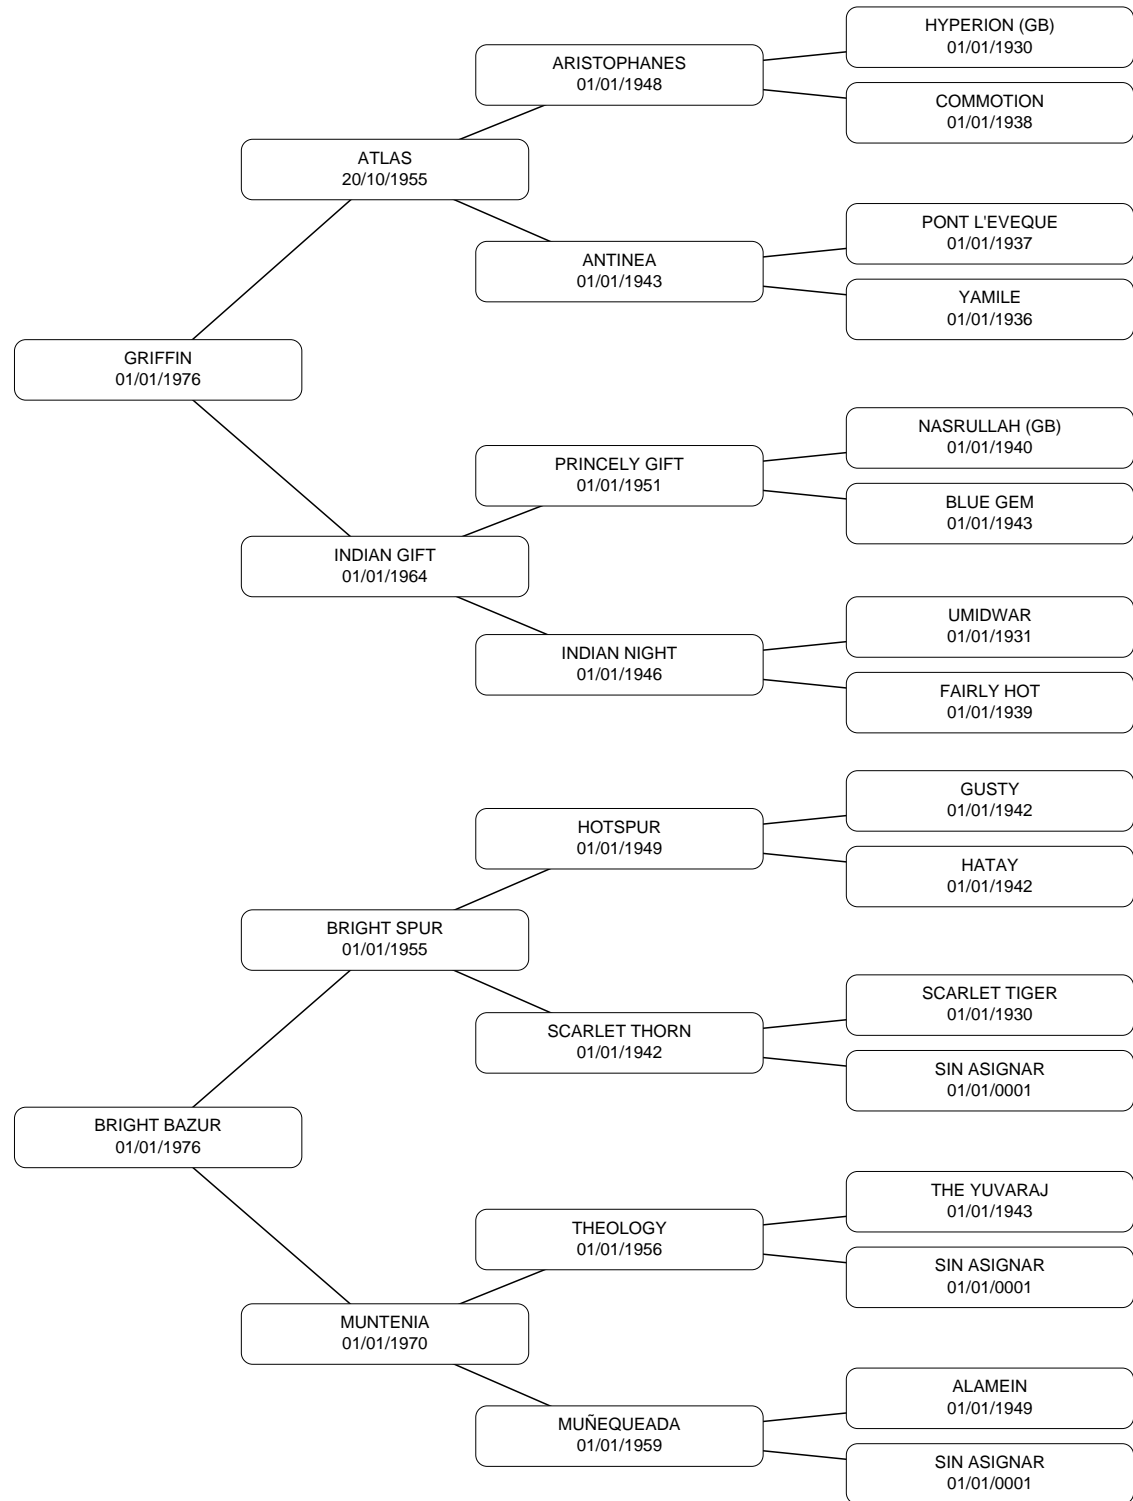 HYPERION (GB)
01/01/1930
ARISTOPHANES
01/01/1948
COMMOTION
01/01/1938
ATLAS
20/10/1955
PONT L'EVEQUE
01/01/1937
ANTINEA
01/01/1943
YAMILE
01/01/1936
GRIFFIN
01/01/1976
NASRULLAH (GB)
01/01/1940
PRINCELY GIFT
01/01/1951
BLUE GEM
01/01/1943
INDIAN GIFT
01/01/1964
UMIDWAR
01/01/1931
INDIAN NIGHT
01/01/1946
FAIRLY HOT
01/01/1939
GUSTY
01/01/1942
HOTSPUR
01/01/1949
HATAY
01/01/1942
BRIGHT SPUR
01/01/1955
SCARLET TIGER
01/01/1930
SCARLET THORN
01/01/1942
SIN ASIGNAR
01/01/0001
BRIGHT BAZUR
01/01/1976
THE YUVARAJ
01/01/1943
THEOLOGY
01/01/1956
SIN ASIGNAR
01/01/0001
MUNTENIA
01/01/1970
ALAMEIN
01/01/1949
MUÑEQUEADA
01/01/1959
SIN ASIGNAR
01/01/0001